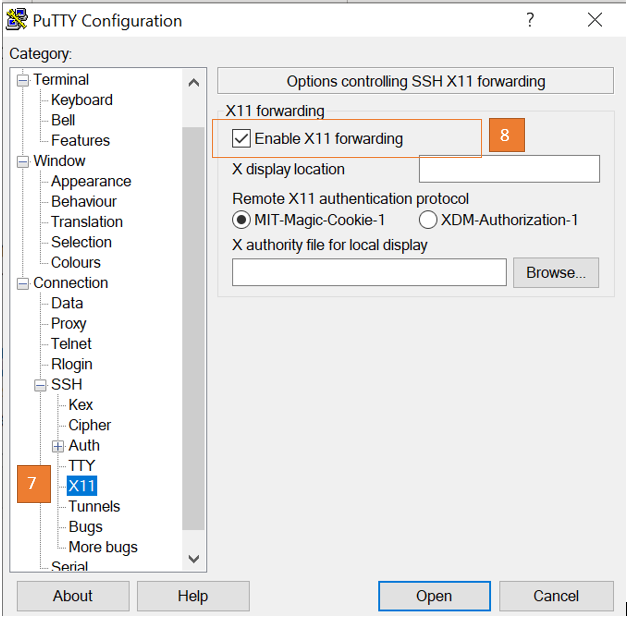 PuTTY Configuration
?
Category:
Terminal
Keyboard
Bell
Features
Window
Appearance
Behaviour
Translation
Selection
Colours
Connection
Data
Proxy
Telnet
Rlogin
SSH
Kex
Cipher
Auth
TTY
7
X11
Tunnels
Bugs
More bugs
Serial
Options controlling SSH X11 forwarding
X11 forwarding
Enable X11 forwarding
8
X display location
Remote X11 authentication protocol
MIT-Magic-Cookie-1 XDM-Authorization-1
X authority file for local display
Browse...
About Help Open Cancel